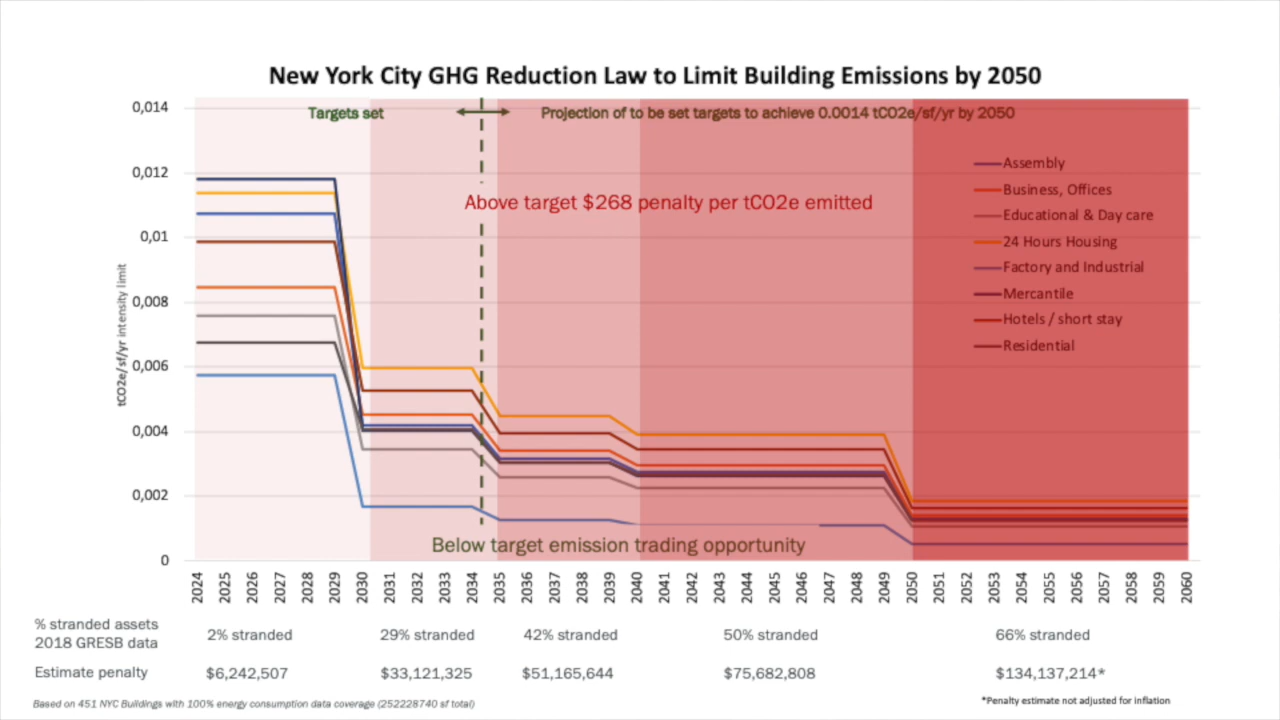 New York City GHG Reduction Law to Limit Building Emissions by 2050
Targets set
Projection of to be set targets to achieve 0.0014 tCO2e/sf/yr by 2050
Above target $268 penalty per tCO2e emitted
Assembly
Business, Offices
Educational & Day care
24 Hours Housing
Factory and Industrial
Mercantile
Hotels / short stay
Residential
tCO2e/sf/yr intensity limit
0,014
0,012
0,01
0,008
0,006
0,004
0,002
0
Below target emission trading opportunity
2024 2025 2026 2027 2028 2029 2030 2031 2032 2033 2034 2035 2036 2037 2038 2039 2040 2041 2042 2043 2044 2045 2046 2047 2048 2049 2050 2051 2052 2053 2054 2055 2056 2057 2058 2059 2060
% stranded assets
2018 GRESB data
2% stranded 29% stranded 42% stranded 50% stranded 66% stranded
Estimate penalty $6,242,507 $33,121,325 $51,165,644 $75,682,808 $134,137,214*
Based on 451 NYC Buildings with 100% energy consumption data coverage (252228740 sf total)
*Penalty estimate not adjusted for inflation